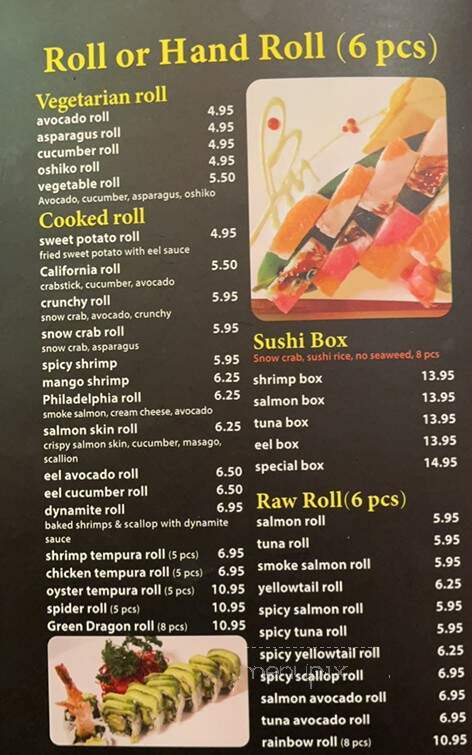 Roll or Hand Roll (6 pcs)
Vegetarian roll
avocado roll 4.95
asparagus roll 4.95
cucumber roll 4.95
oshiko roll 4.95
vegetable roll 5.50
Avocado, cucumber, asparagus, oshiko
Cooked roll
sweet potato roll 4.95
fried sweet potato with eel sauce
California roll 5.50
crabstick, cucumber, avocado
crunchy roll 5.95
snow crab, avocado, crunchy
snow crab roll 5.95
snow crab, asparagus
spicy shrimp 5.95
mango shrimp 6.25
Philadelphia roll 6.25
smoke salmon, cream cheese, avocado
salmon skin roll 6.25
crispy salmon skin, cucumber, masago,
scallion
eel avocado roll 6.50
eel cucumber roll 6.50
dynamite roll 6.95
baked shrimps & scallop with dynamite
sauce
shrimp tempura roll (5 pcs) 6.95
chicken tempura roll (5 pcs) 6.95
oyster tempura roll (5 pcs) 10.95
spider roll (5 pcs) 10.95
Green Dragon roll (8 pcs) 10.95
Sushi Box
Snow crab, sushi rice, no seaweed, 8 pcs
shrimp box 13.95
salmon box 13.95
tuna box 13.95
eel box 13.95
special box 14.95
Raw Roll(6 pcs)
salmon roll 5.95
tuna roll 5.95
smoke salmon roll 5.95
yellowtail roll 6.25
spicy salmon roll 5.95
spicy tuna roll 5.95
spicy yellowtail roll 6.25
spicy scallop roll 6.95
salmon avocado roll 6.95
tuna avocado roll 6.95
rainbow roll (8 pcs) 10.95
menupix